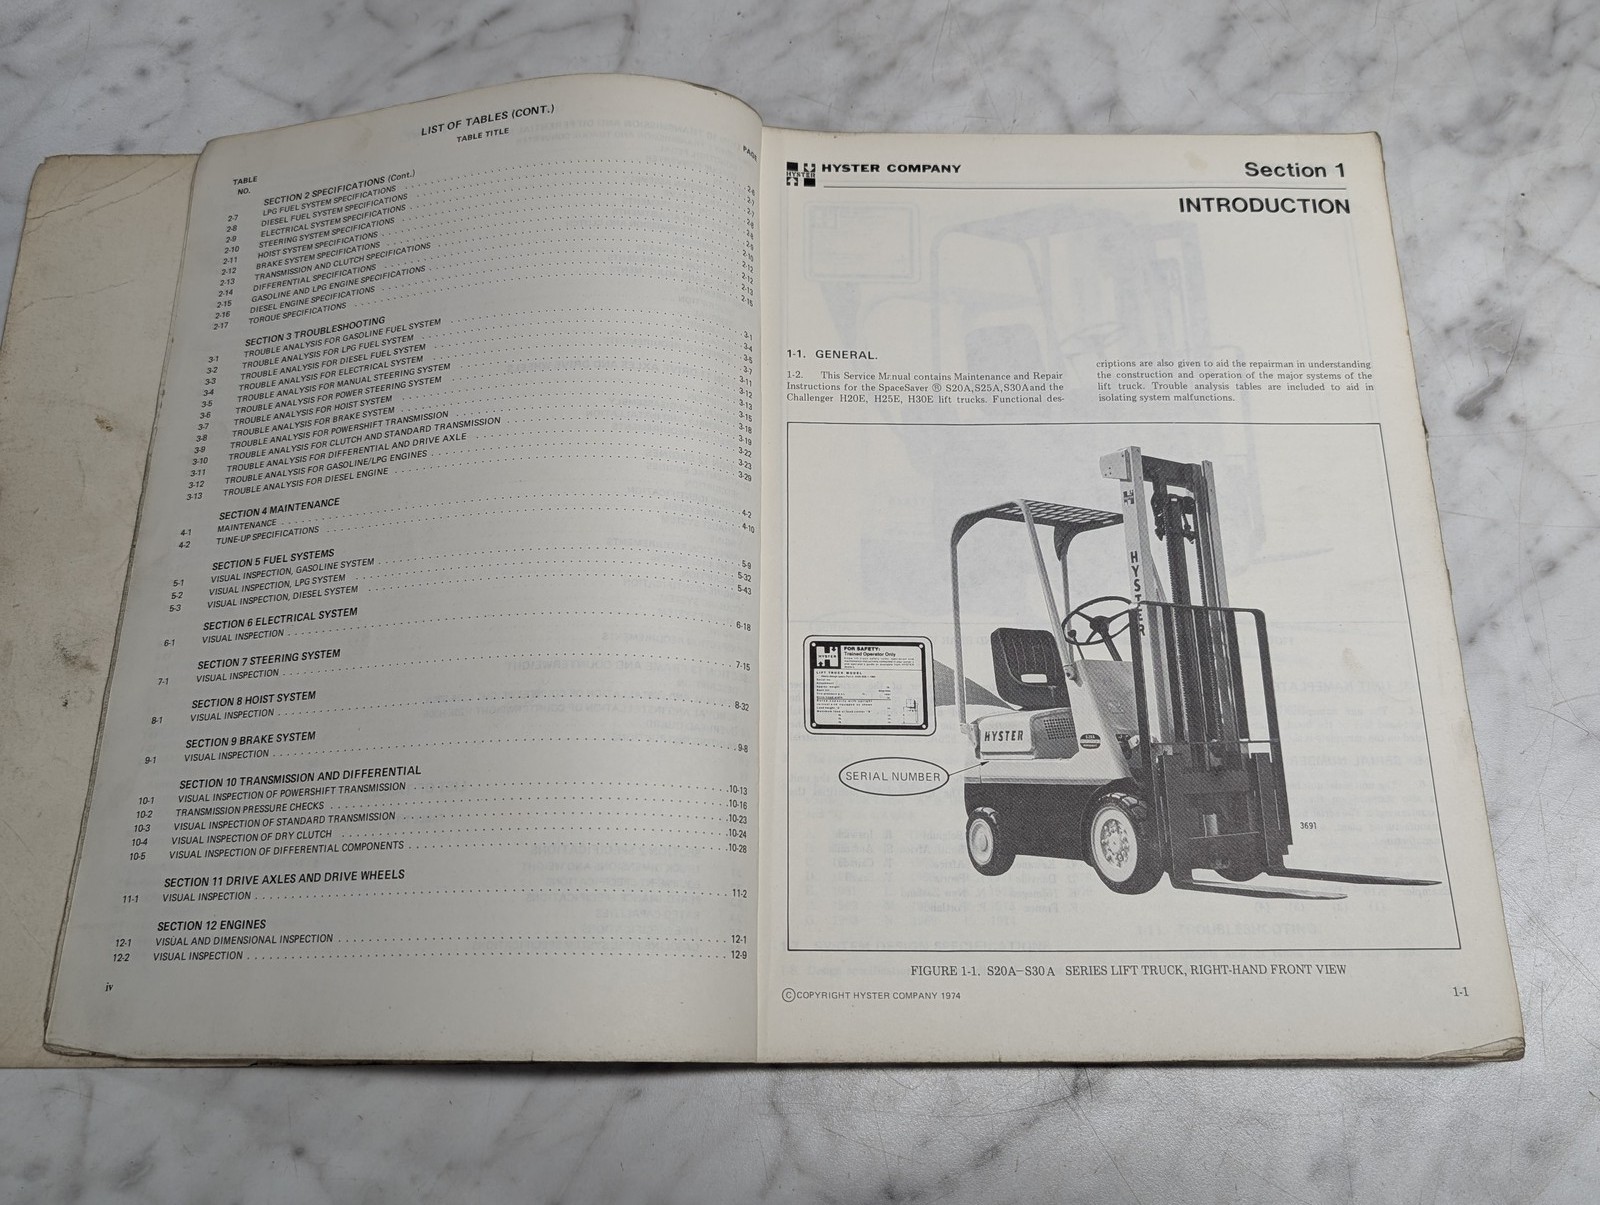 LIST OF TABLES (CONT.)
TABLE TITLE
TABLE NO.
PAGE
SECTION 2 SPECIFICATIONS (Cont.)
2-7 LPG FUEL SYSTEM SPECIFICATIONS 2-6
2-8 DIESEL FUEL SYSTEM SPECIFICATIONS 2-7
2-9 ELECTRICAL SYSTEM SPECIFICATIONS 2-7
2-10 STEERING SYSTEM SPECIFICATIONS 2-8
2-11 HOIST SYSTEM SPECIFICATIONS 2-8
2-12 BRAKE SYSTEM SPECIFICATIONS 2-9
2-13 TRANSMISSION AND CLUTCH SPECIFICATIONS 2-10
2-14 DIFFERENTIAL SPECIFICATIONS 2-12
2-15 GASOLINE AND LPG ENGINE SPECIFICATIONS 2-12
2-16 DIESEL ENGINE SPECIFICATIONS 2-13
2-17 TORQUE SPECIFICATIONS 2-15
SECTION 3 TROUBLESHOOTING
3-1 TROUBLE ANALYSIS FOR GASOLINE FUEL SYSTEM 3-1
3-2 TROUBLE ANALYSIS FOR LPG FUEL SYSTEM 3-4
3-3 TROUBLE ANALYSIS FOR DIESEL FUEL SYSTEM 3-5
3-4 TROUBLE ANALYSIS FOR ELECTRICAL SYSTEM 3-7
3-5 TROUBLE ANALYSIS FOR MANUAL STEERING SYSTEM 3-11
3-6 TROUBLE ANALYSIS FOR POWER STEERING SYSTEM 3-12
3-7 TROUBLE ANALYSIS FOR HOIST SYSTEM 3-13
3-8 TROUBLE ANALYSIS FOR BRAKE SYSTEM 3-15
3-9 TROUBLE ANALYSIS FOR POWERSHIFT TRANSMISSION 3-18
3-10 TROUBLE ANALYSIS FOR CLUTCH AND STANDARD TRANSMISSION 3-19
3-11 TROUBLE ANALYSIS FOR DIFFERENTIAL AND DRIVE AXLE 3-22
3-12 TROUBLE ANALYSIS FOR GASOLINE/LPG ENGINES 3-23
3-13 TROUBLE ANALYSIS FOR DIESEL ENGINE 3-29
SECTION 4 MAINTENANCE
4-1 MAINTENANCE 4-2
4-2 TUNE-UP SPECIFICATIONS 4-10
SECTION 5 FUEL SYSTEMS
5-1 VISUAL INSPECTION, GASOLINE SYSTEM 5-9
5-2 VISUAL INSPECTION, LPG SYSTEM 5-32
5-3 VISUAL INSPECTION, DIESEL SYSTEM 5-43
SECTION 6 ELECTRICAL SYSTEM
6-1 VISUAL INSPECTION 6-18
SECTION 7 STEERING SYSTEM
7-1 VISUAL INSPECTION 7-15
SECTION 8 HOIST SYSTEM
8-1 VISUAL INSPECTION 8-32
SECTION 9 BRAKE SYSTEM
9-1 VISUAL INSPECTION 9-8
SECTION 10 TRANSMISSION AND DIFFERENTIAL
10-1 VISUAL INSPECTION OF POWERSHIFT TRANSMISSION 10-13
10-2 TRANSMISSION PRESSURE CHECKS 10-16
10-3 VISUAL INSPECTION OF STANDARD TRANSMISSION 10-23
10-4 VISUAL INSPECTION OF DRY CLUTCH 10-24
10-5 VISUAL INSPECTION OF DIFFERENTIAL COMPONENTS 10-28
SECTION 11 DRIVE AXLES AND DRIVE WHEELS
11-1 VISUAL INSPECTION 11-2
SECTION 12 ENGINES
12-1 VISUAL AND DIMENSIONAL INSPECTION 12-1
12-2 VISUAL INSPECTION 12-9
iv
HYSTER
HYSTER COMPANY
Section 1
INTRODUCTION
1-1. GENERAL.
1-2. This Service Manual contains Maintenance and Repair
Instructions for the SpaceSaver ® S20A, S25A, S30A and the
Challenger H20E, H25E, H30E lift trucks. Functional des-
criptions are also given to aid the repairman in understanding
the construction and operation of the major systems of the
lift truck. Trouble analysis tables are included to aid in
isolating system malfunctions.
H
HYSTER
HYSTER
FOR SAFETY:
Trained Operator Only
LIFT TRUCK MODEL
HYSTER
SERIAL NUMBER
3691
FIGURE 1-1. S20A—S30A SERIES LIFT TRUCK, RIGHT-HAND FRONT VIEW
©COPYRIGHT HYSTER COMPANY 1974
1-1